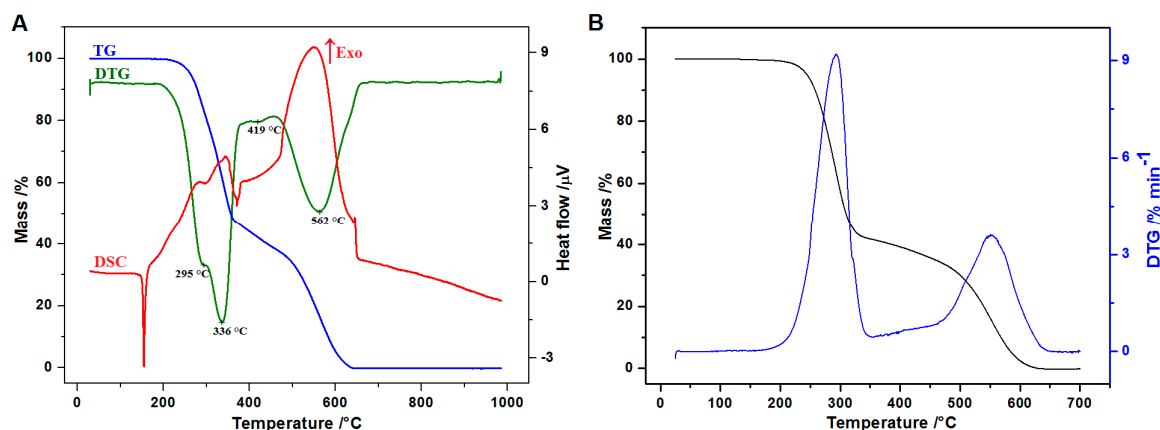 A
TG
DTG
DSC
Exo
295 °C
336 °C
419 °C
562 °C
100
80
60
40
20
0
Mass /%
9
6
3
0
-3
Heat flow /µV
0
200
400
600
800
1000
Temperature /°C
B
100
80
60
40
20
0
Mass /%
9
6
3
0
DTG /% min⁻¹
0
100
200
300
400
500
600
700
Temperature /°C